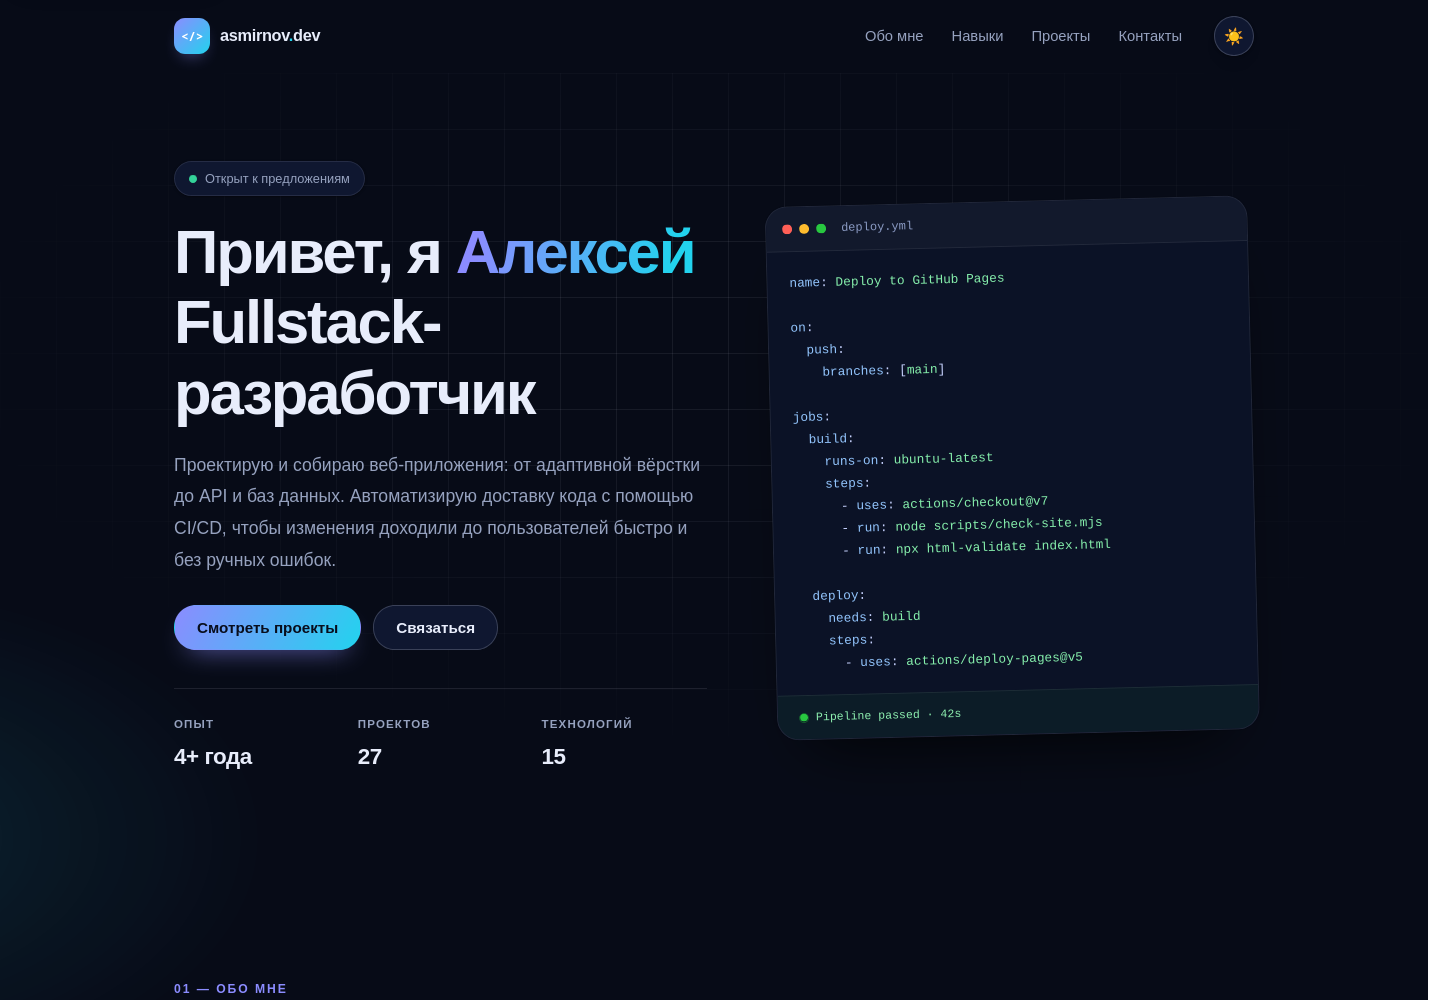 </> asmirnov.dev
Обо мне
Навыки
Проекты
Контакты
Открыт к предложениям
Привет, я Алексей
Fullstack-
разработчик
Проектирую и собираю веб-приложения: от адаптивной вёрстки
до API и баз данных. Автоматизирую доставку кода с помощью
CI/CD, чтобы изменения доходили до пользователей быстро и
без ручных ошибок.
Смотреть проекты
Связаться
ОПЫТ
4+ года
ПРОЕКТОВ
27
ТЕХНОЛОГИЙ
15
deploy.yml
name: Deploy to GitHub Pages
on:
push:
branches: [main]
jobs:
build:
runs-on: ubuntu-latest
steps:
- uses: actions/checkout@v7
- run: node scripts/check-site.mjs
- run: npx html-validate index.html
deploy:
needs: build
steps:
- uses: actions/deploy-pages@v5
Pipeline passed · 42s
01 — ОБО МНЕ